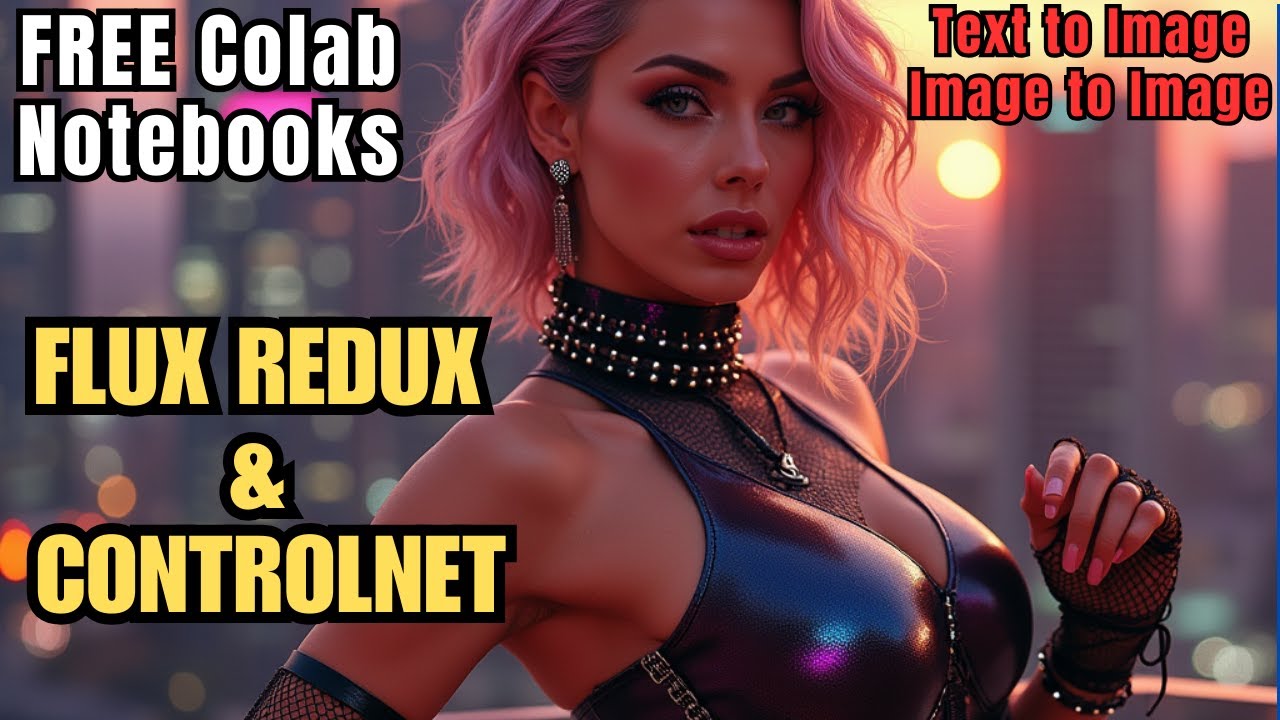 FREE Colab
Notebooks
Text to Image
Image to Image
FLUX REDUX
&
CONTROLNET